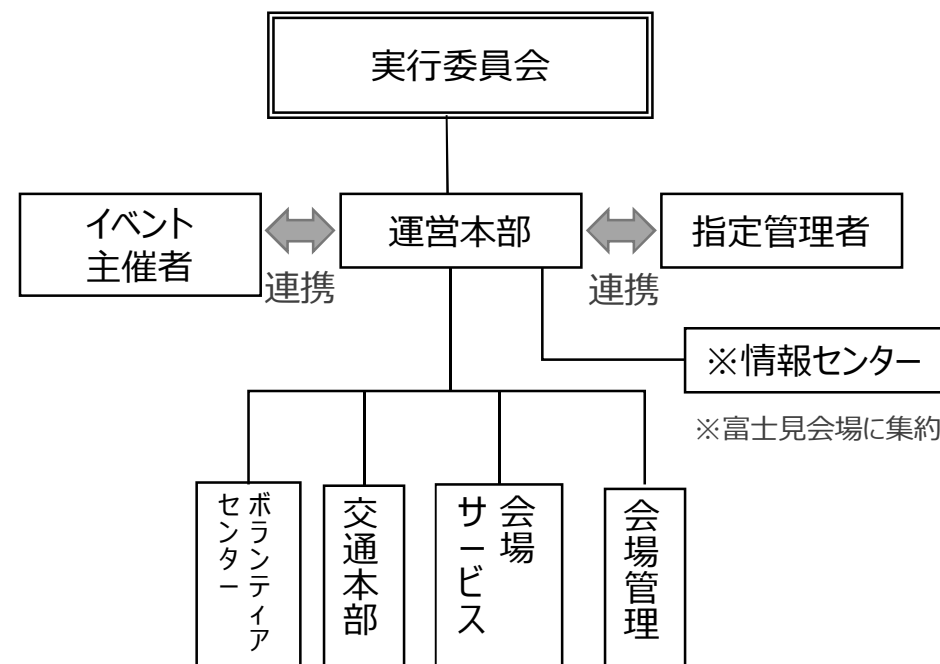 実行委員会
イベント
主催者
連携
運営本部
連携
指定管理者
※情報センター
※富士見会場に集約
ボランティア
センター
交通本部
会場
サービス
会場管理